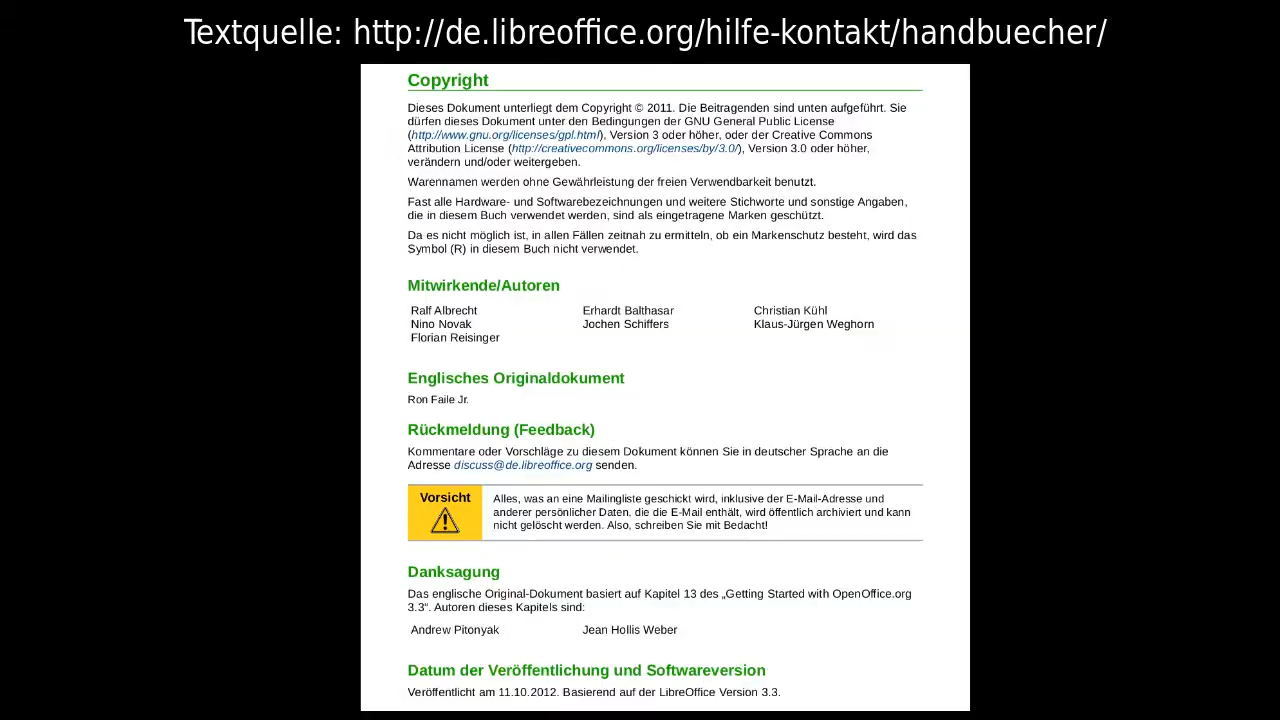 Textquelle: http://de.libreoffice.org/hilfe-kontakt/handbuecher/
Copyright
Dieses Dokument unterliegt dem Copyright © 2011. Die Beitragenden sind unten aufgeführt. Sie
dürfen dieses Dokument unter den Bedingungen der GNU General Public License
(http://www.gnu.org/licenses/gpl.html), Version 3 oder höher, oder der Creative Commons
Attribution License (http://creativecommons.org/licenses/by/3.0/), Version 3.0 oder höher,
verändern und/oder weitergeben.
Warennamen werden ohne Gewährleistung der freien Verwendbarkeit benutzt.
Fast alle Hardware- und Softwarebezeichnungen und weitere Stichworte und sonstige Angaben,
die in diesem Buch verwendet werden, sind als eingetragene Marken geschützt.
Da es nicht möglich ist, in allen Fällen zeitnah zu ermitteln, ob ein Markenschutz besteht, wird das
Symbol (R) in diesem Buch nicht verwendet.
Mitwirkende/Autoren
Ralf Albrecht Erhardt Balthasar Christian Kühl
Nino Novak Jochen Schiffers Klaus-Jürgen Weghorn
Florian Reisinger
Englisches Originaldokument
Ron Faile Jr.
Rückmeldung (Feedback)
Kommentare oder Vorschläge zu diesem Dokument können Sie in deutscher Sprache an die
Adresse discuss@de.libreoffice.org senden.
Vorsicht
Alles, was an eine Mailingliste geschickt wird, inklusive der E-Mail-Adresse und
anderer persönlicher Daten, die die E-Mail enthält, wird öffentlich archiviert und kann
nicht gelöscht werden. Also, schreiben Sie mit Bedacht!
Danksagung
Das englische Original-Dokument basiert auf Kapitel 13 des „Getting Started with OpenOffice.org
3.3“. Autoren dieses Kapitels sind:
Andrew Pitonyak Jean Hollis Weber
Datum der Veröffentlichung und Softwareversion
Veröffentlicht am 11.10.2012. Basierend auf der LibreOffice Version 3.3.